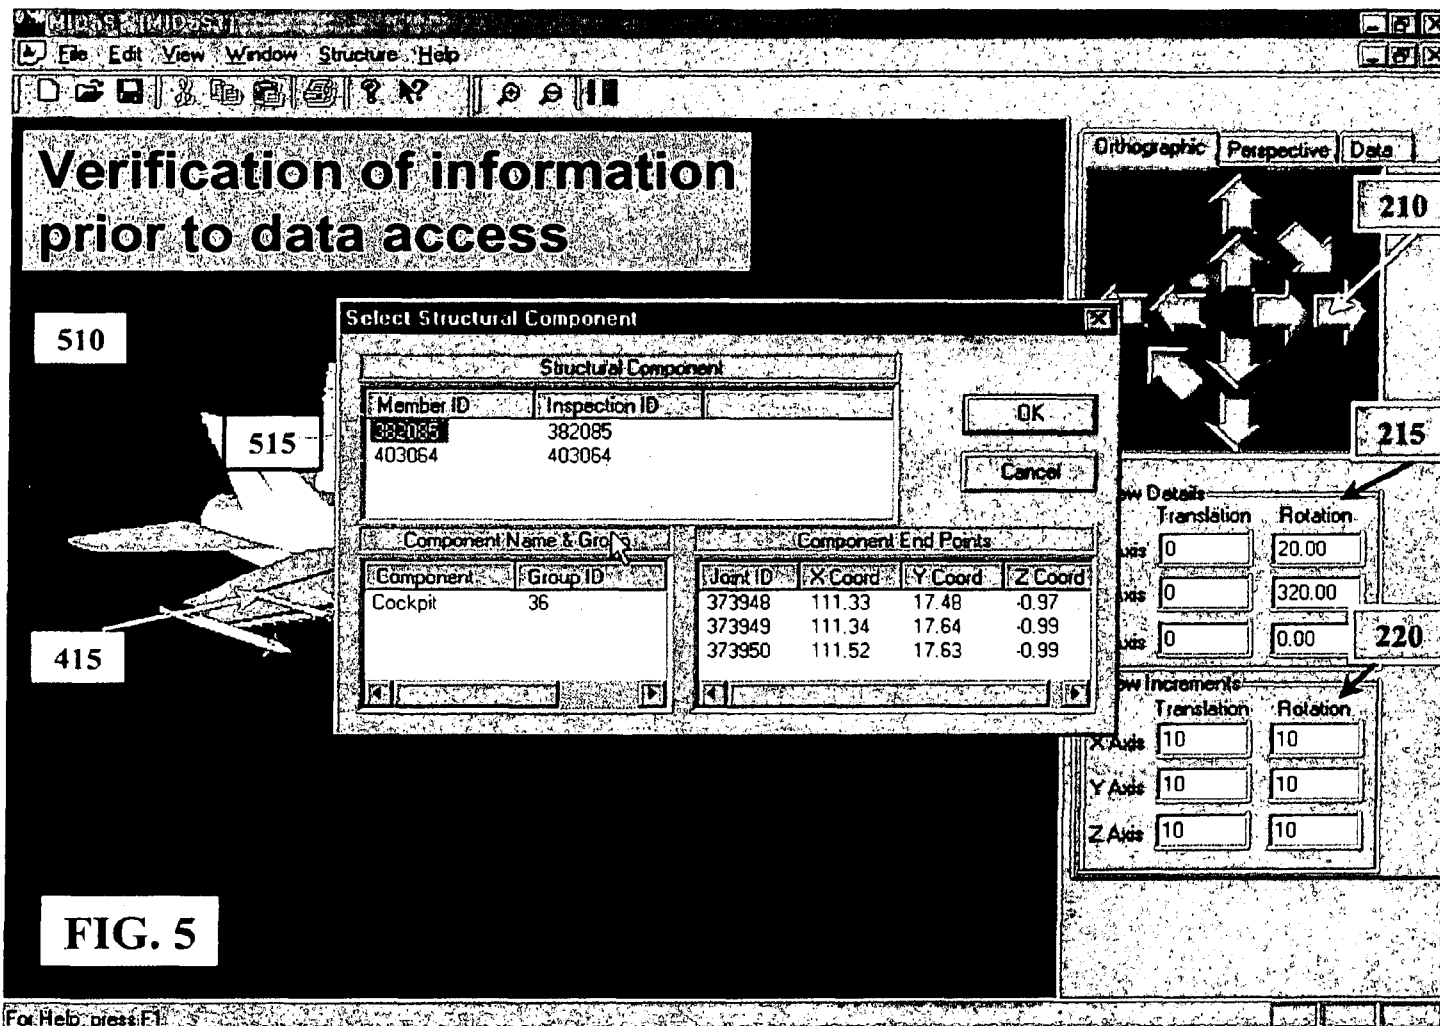 File Edit View Window Structure Help
Verification of information
prior to data access
Orthographic Perspective Data
210
510
Select Structural Component
Structural Component
Member ID Inspection ID
382085 382085
403064 403064
OK
Cancel
515
215
Component Name & Group
Component Group ID
Cockpit 36
Component End Points
Joint ID X Coord Y Coord Z Coord
373948 111.33 17.48 -0.97
373949 111.34 17.64 -0.99
373950 111.52 17.63 -0.99
415
Details
Translation Rotation
0 20.00
0 320.00
0 0.00
220
Increments
Translation Rotation
X Axis 10 10
Y Axis 10 10
Z Axis 10 10
FIG. 5
For Help, press F1